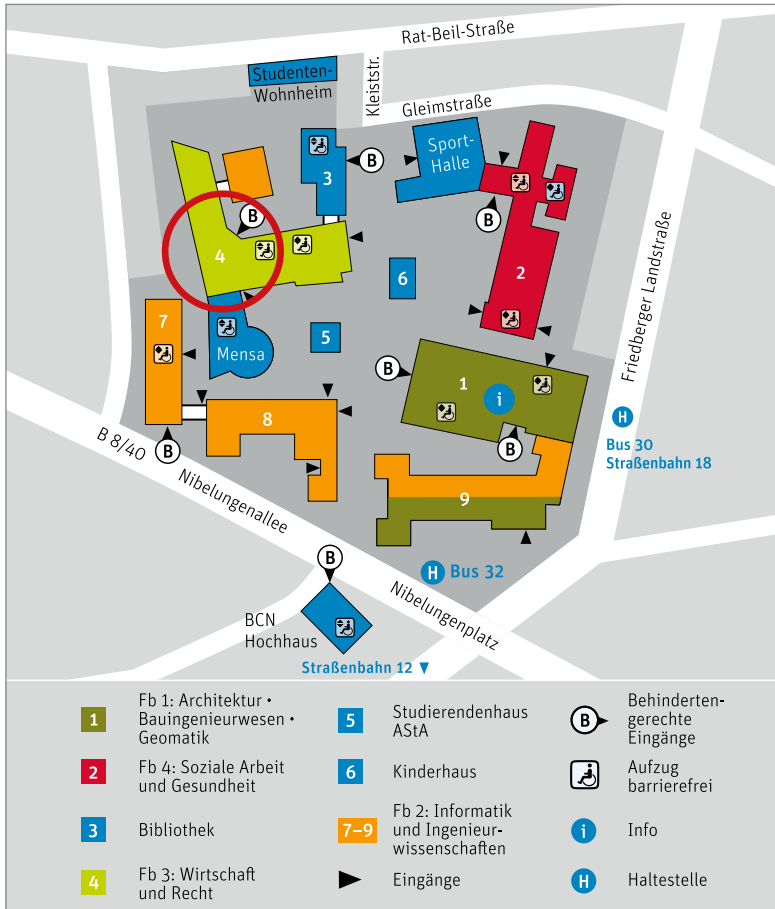 Rat-Beil-Straße
Studenten-
Wohnheim
Kleiststr.
Gleimstraße
Sport-
Halle
B
3
B
B
4
6
2
Friedberger Landstraße
7
Mensa
5
B
1
i
H
Bus 30
Straßenbahn 18
8
B
B
B 8/40
Nibelungenallee
9
B
H Bus 32
Nibelungenplatz
BCN
Hochhaus
Straßenbahn 12
1
Fb 1: Architektur •
Bauingenieurwesen •
Geomatik
2
Fb 4: Soziale Arbeit
und Gesundheit
3
Bibliothek
4
Fb 3: Wirtschaft
und Recht
5
Studierendenhaus
AStA
6
Kinderhaus
7–9
Fb 2: Informatik
und Ingenieur-
wissenschaften
Eingänge
B
Behinderten-
gerechte
Eingänge
Aufzug
barrierefrei
i
Info
H
Haltestelle